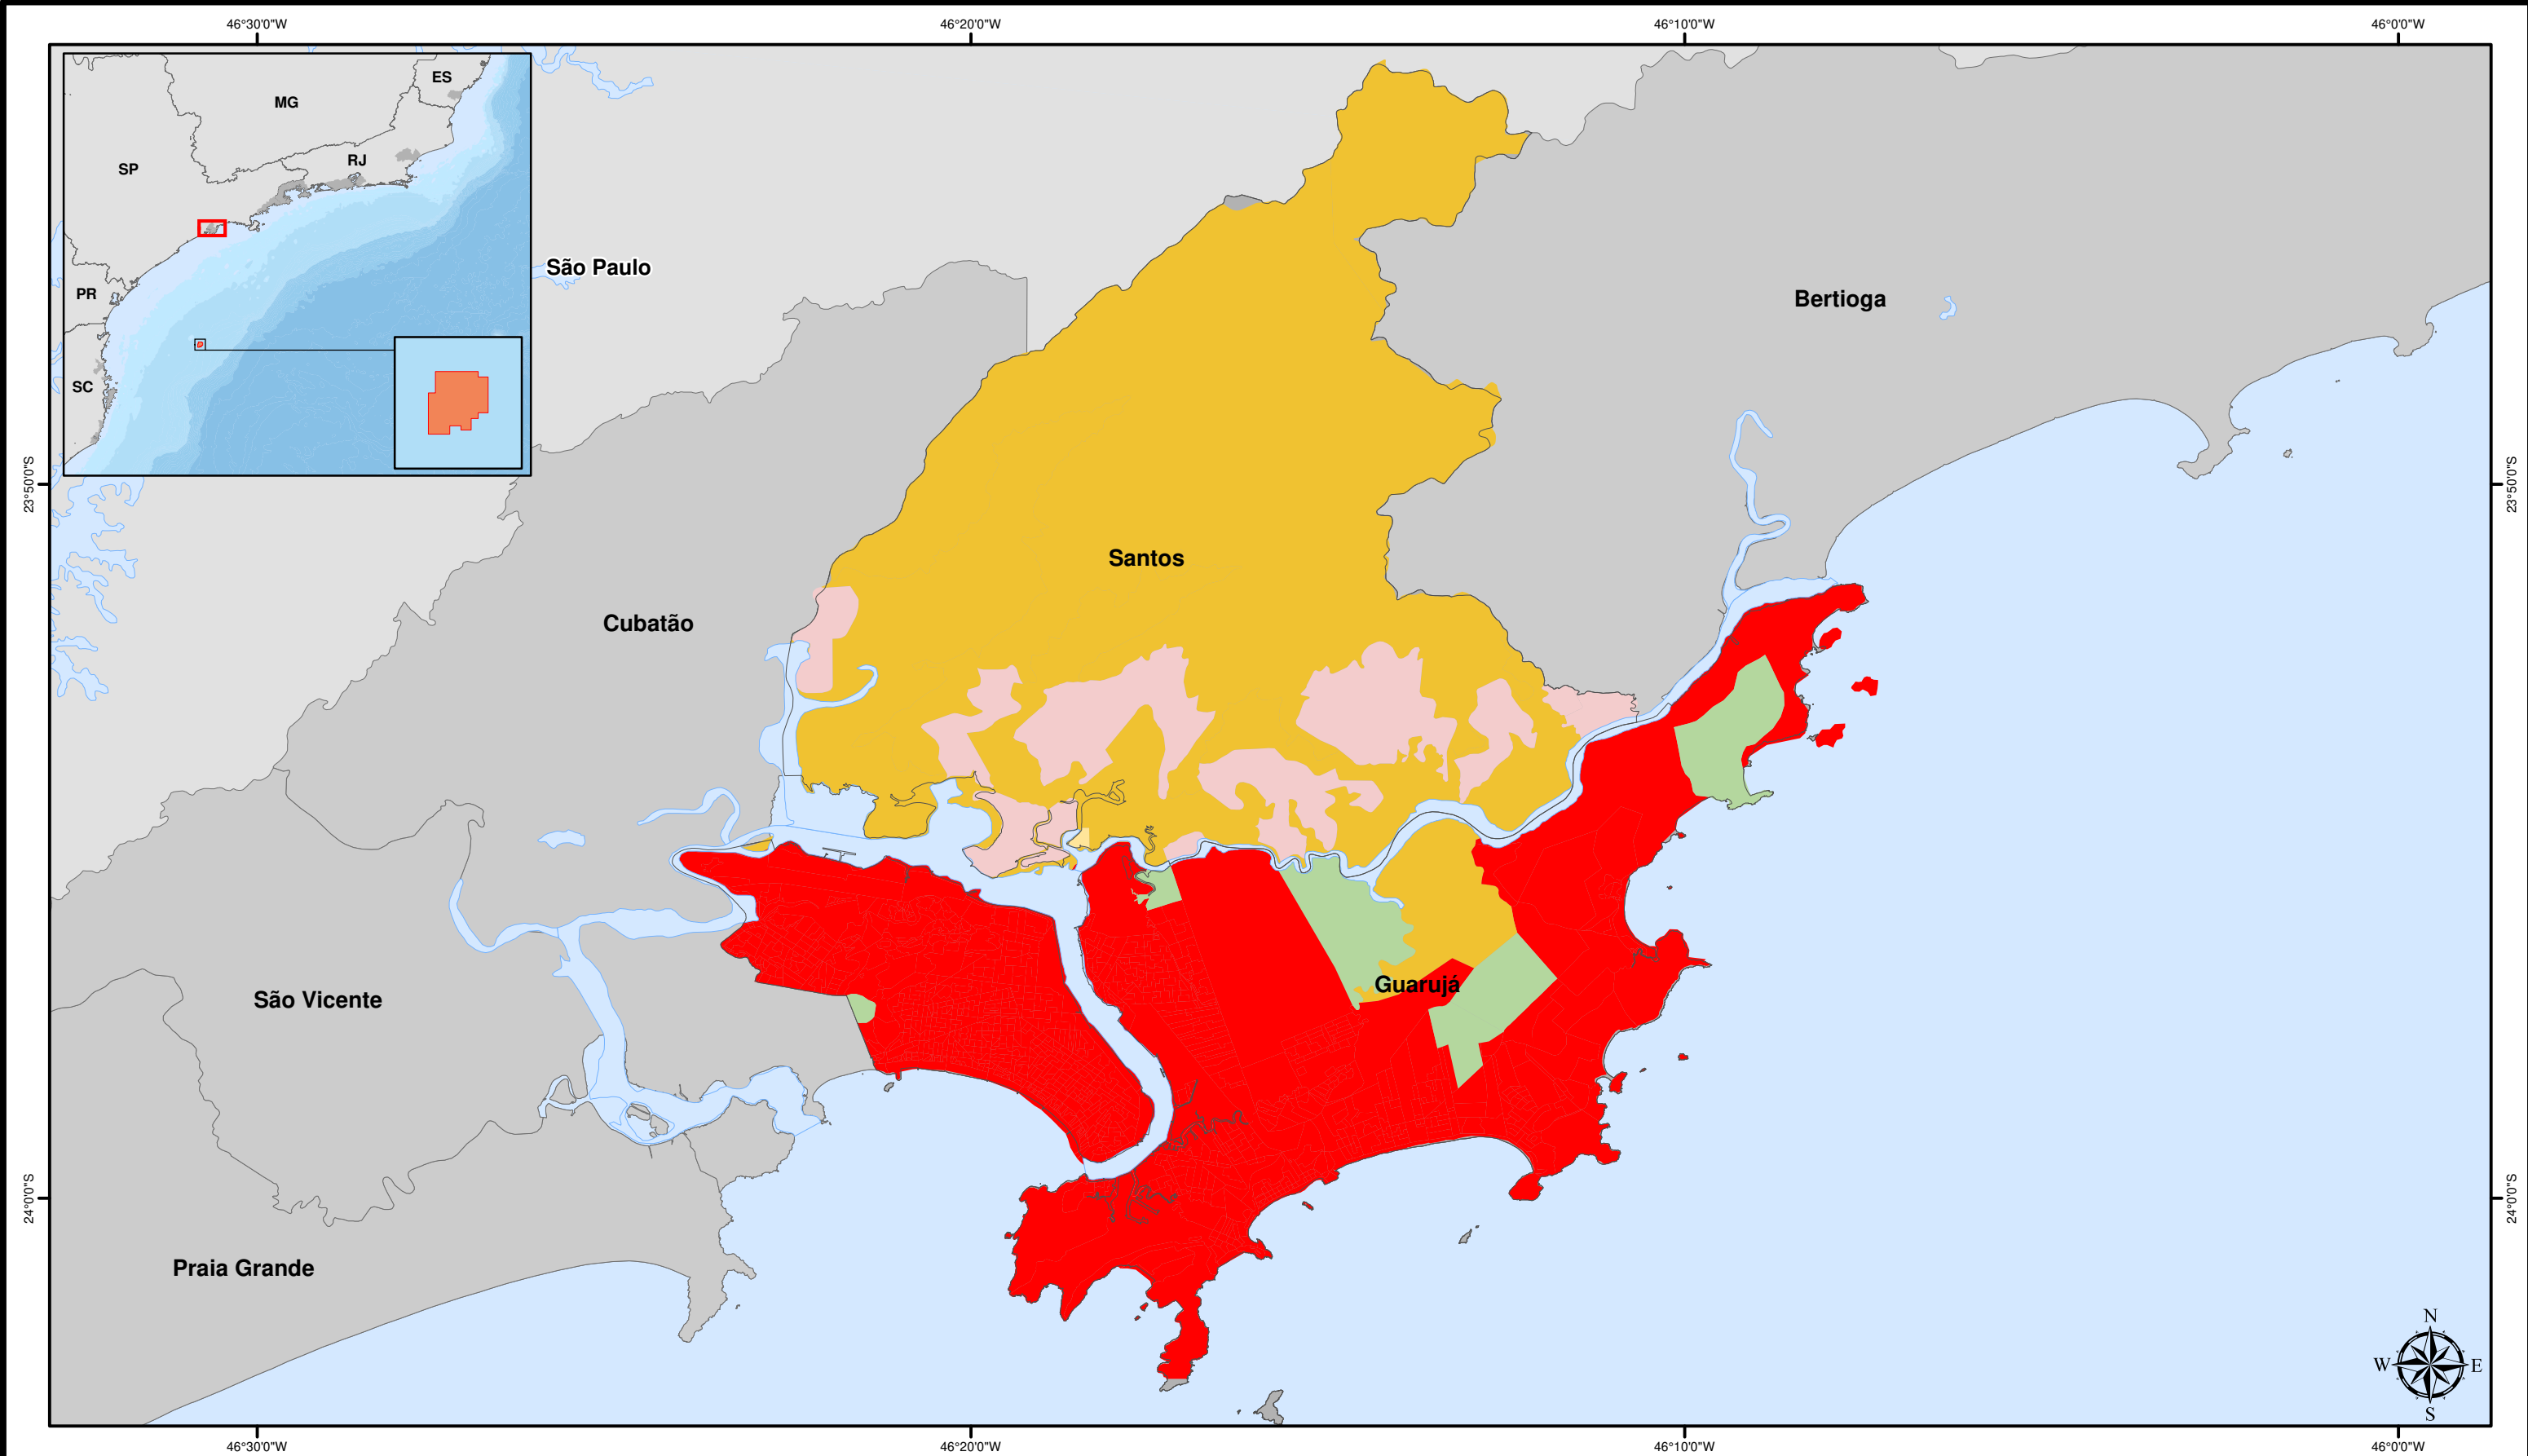 46°30'0"W
46°20'0"W
46°10'0"W
46°0'0"W
ES
MG
RJ
SP
PR
SC
São Paulo
Bertioga
23°50'0"S
23°50'0"S
Santos
Cubatão
Guarujá
São Vicente
24°0'0"S
24°0'0"S
Praia Grande
N
W
E
S
46°30'0"W
46°20'0"W
46°10'0"W
46°0'0"W